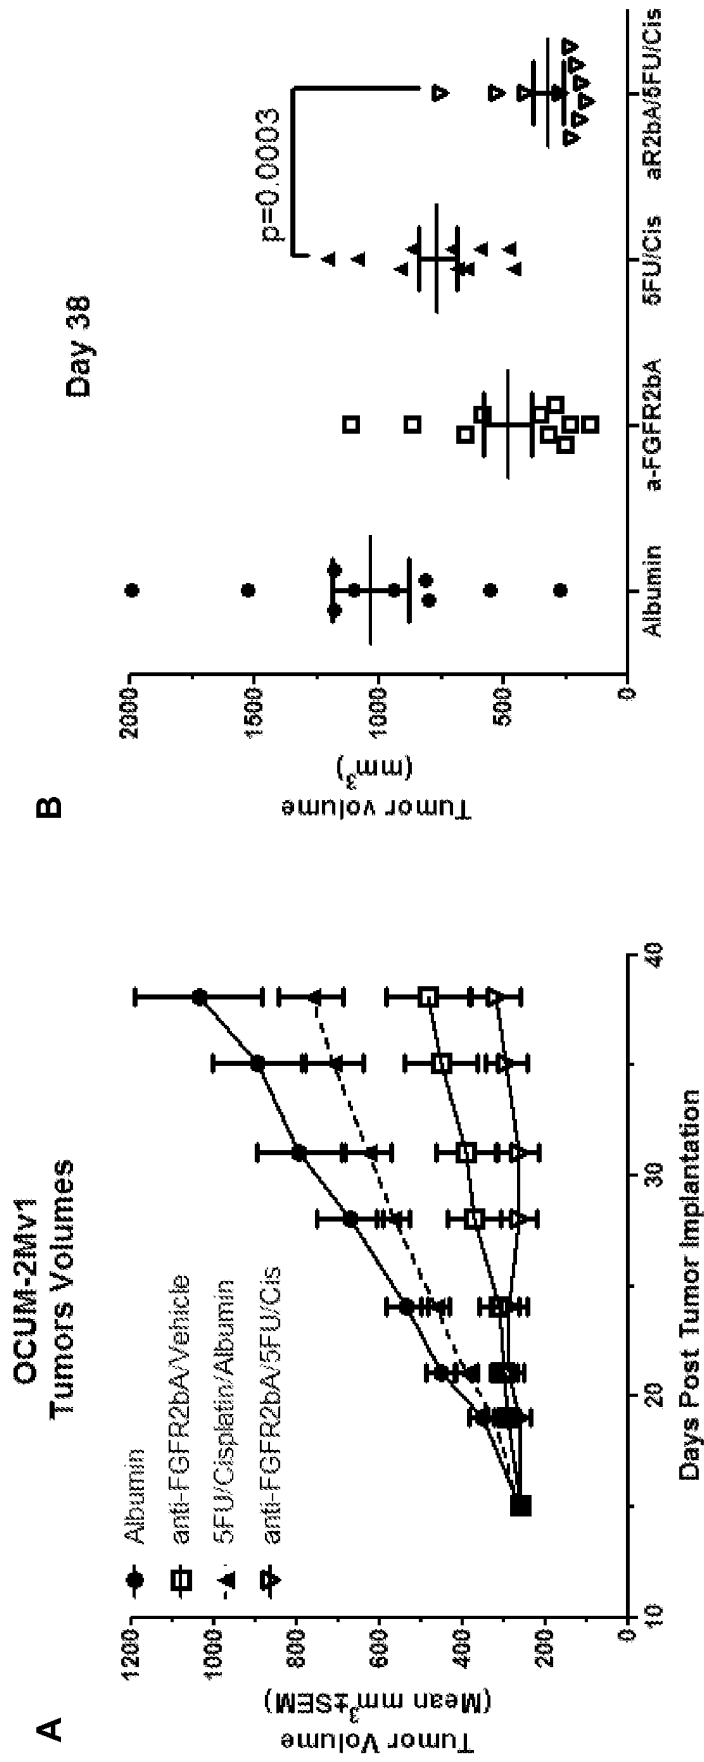 A
OCUM-2Mv1
Tumors Volumes
Albumin
anti-FGFR2bA/Vehicle
5FU/Cisplatin/Albumin
anti-FGFR2bA/5FU/Cis
Tumor Volume
(Mean mm³±SEM)
1200
1000
800
600
400
200
0
10
20
30
40
Days Post Tumor Implantation
B
Day 38
p=0.0003
Tumor volume
(mm³)
2000
1500
1000
500
0
Albumin
a-FGFR2bA
5FU/Cis
aR2bA/5FU/Cis